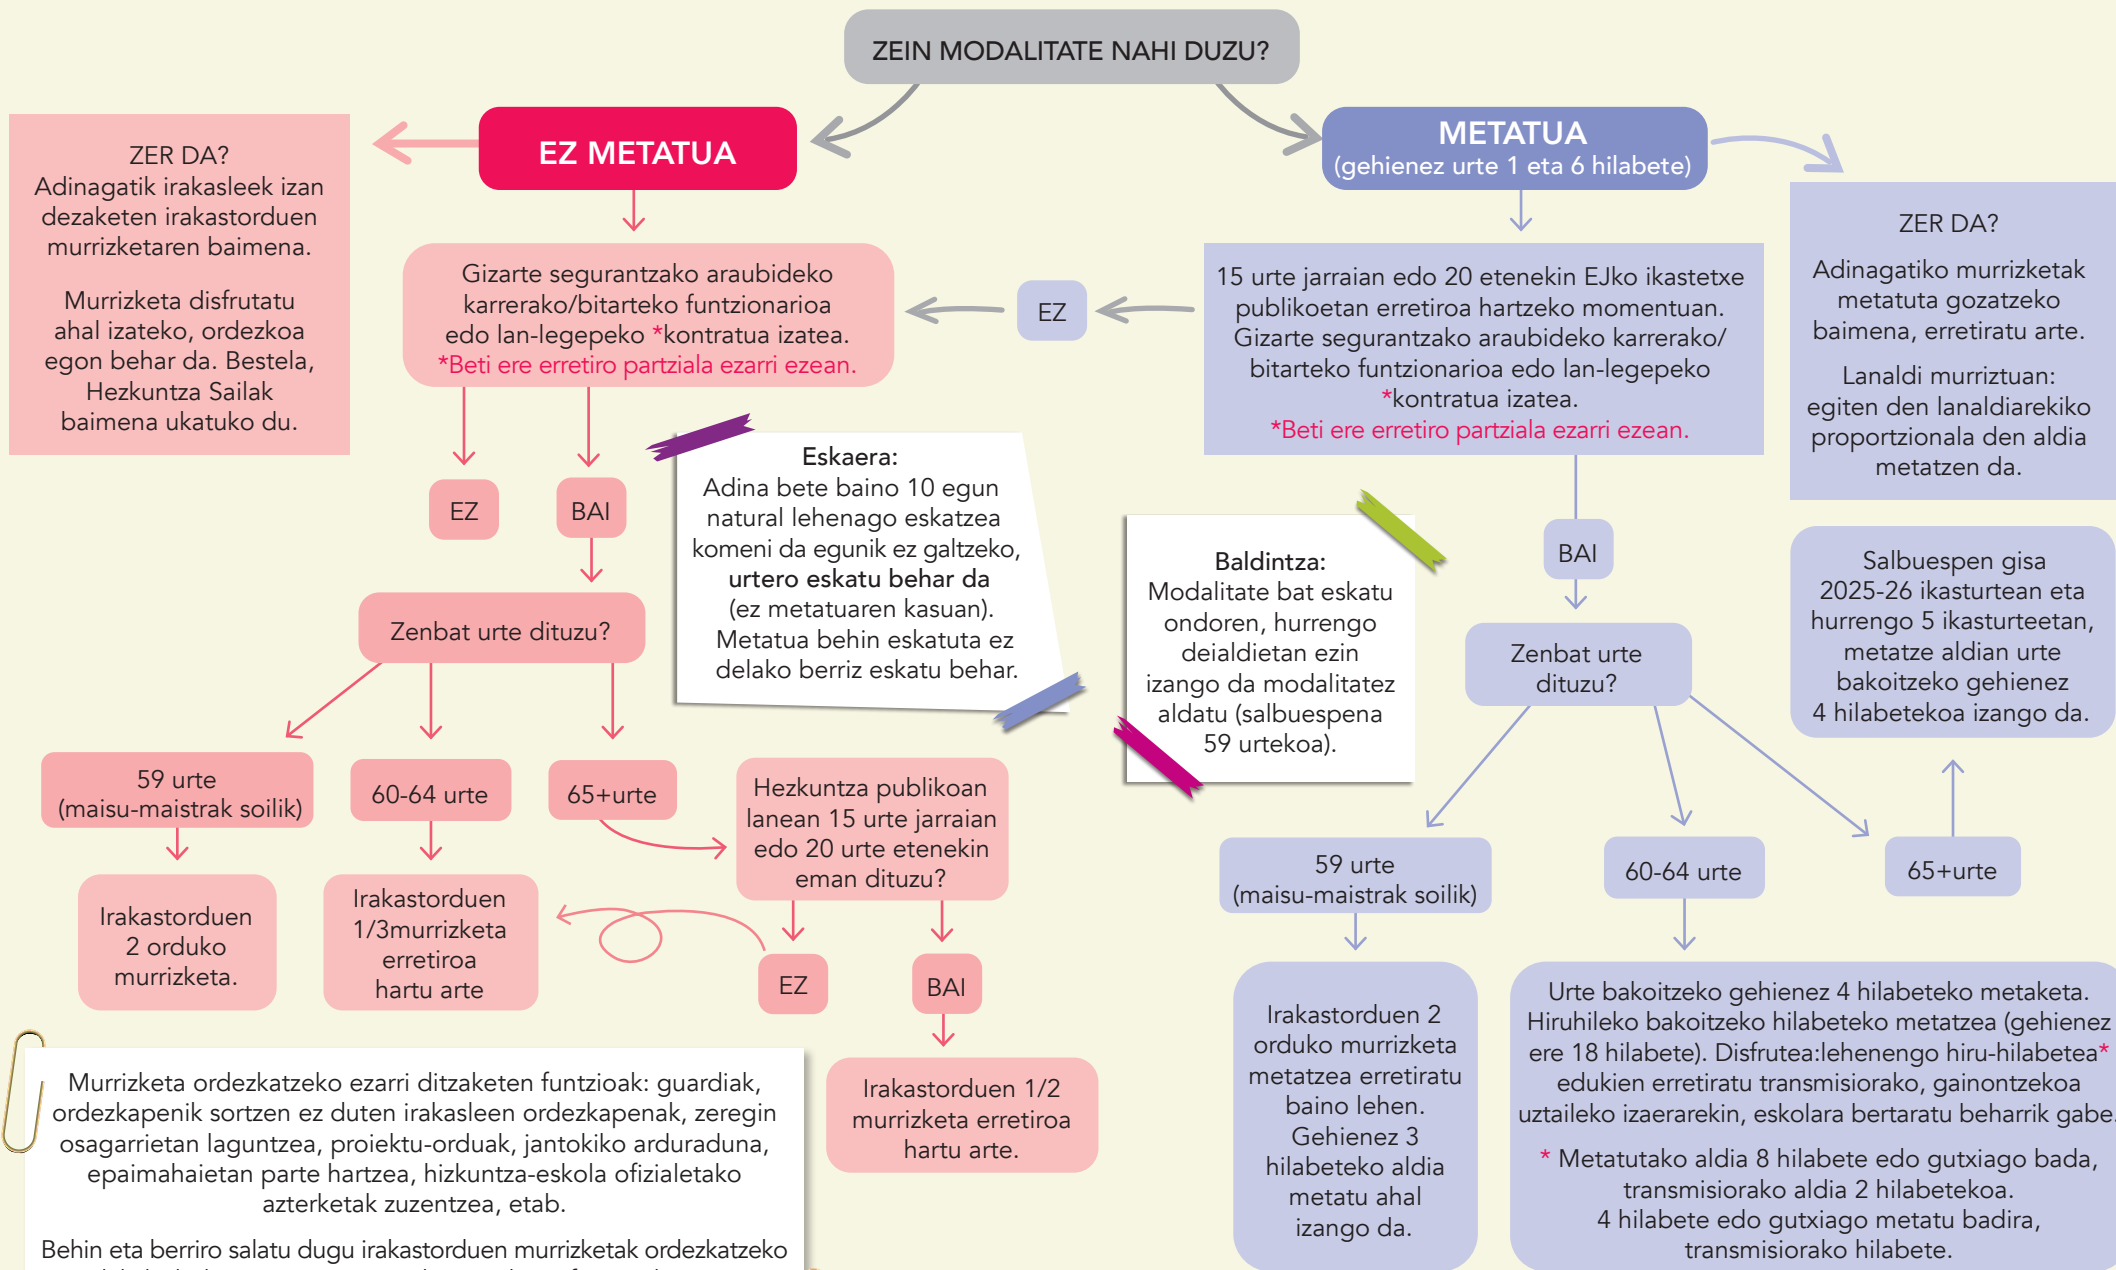 ZEIN MODALITATE NAHI DUZU?
EZ METATUA
METATUA
(gehienez urte 1 eta 6 hilabete)
ZER DA?
Adinagatik irakasleek izan
dezaketen irakastorduen
murrizketaren baimena.
Murrizketa disfrutatu
ahal izateko, ordezkoa
egon behar da. Bestela,
Hezkuntza Sailak
baimena ukatuko du.
Gizarte segurantzako araubideko
karrerako/bitarteko funtzionarioa
edo lan-legepeko *kontratua izatea.
*Beti ere erretiro partziala ezarri ezean.
EZ
15 urte jarraian edo 20 etenekin EJko ikastetxe
publikoetan erretiroa hartzeko momentuan.
Gizarte segurantzako araubideko karrerako/
bitarteko funtzionarioa edo lan-legepeko
*kontratua izatea.
*Beti ere erretiro partziala ezarri ezean.
ZER DA?
Adinagatiko murrizketak
metatuta gozatzeko
baimena, erretiratu arte.
Lanaldi murriztuan:
egiten den lanaldiarekiko
proportzionala den aldia
metatzen da.
EZ
BAI
Eskaera:
Adina bete baino 10 egun
natural lehenago eskatzea
komeni da egunik ez galtzeko,
urtero eskatu behar da
(ez metatuaren kasuan).
Metatua behin eskatuta ez
delako berriz eskatu behar.
Baldintza:
Modalitate bat eskatu
ondoren, hurrengo
deialdietan ezin
izango da modalitatez
aldatu (salbuespena
59 urtekoa).
BAI
Salbuespen gisa
2025-26 ikasturtean eta
hurrengo 5 ikasturteetan,
metatze aldian urte
bakoitzeko gehienez
4 hilabetekoa izango da.
Zenbat urte dituzu?
Zenbat urte
dituzu?
59 urte
(maisu-maistrak soilik)
60-64 urte
65+urte
Hezkuntza publikoan
lanean 15 urte jarraian
edo 20 urte etenekin
eman dituzu?
59 urte
(maisu-maistrak soilik)
60-64 urte
65+urte
Irakastorduen
2 orduko
murrizketa.
Irakastorduen
1/3murrizketa
erretiroa
hartu arte
EZ
BAI
Irakastorduen 1/2
murrizketa erretiroa
hartu arte.
Irakastorduen 2
orduko murrizketa
metatzea erretiratu
baino lehen.
Gehienez 3
hilabeteko aldia
metatu ahal
izango da.
Urte bakoitzeko gehienez 4 hilabeteko metaketa.
Hiruhileko bakoitzeko hilabeteko metatzea (gehienez
ere 18 hilabete). Disfrutea:lehenengo hiru-hilabetea*
edukien erretiratu transmisiorako, gainontzekoa
uztaileko izaerarekin, eskolara bertaratu beharrik gabe.
* Metatutako aldia 8 hilabete edo gutxiago bada,
transmisiorako aldia 2 hilabetekoa.
4 hilabete edo gutxiago metatu badira,
transmisiorako hilabete.
Murrizketa ordezkatzeko ezarri ditzaketen funtzioak: guardiak,
ordezkapenik sortzen ez duten irakasleen ordezkapenak, zeregin
osagarrietan laguntzea, proiektu-orduak, jantokiko arduraduna,
epaimahaietan parte hartzea, hizkuntza-eskola ofizialetako
azterketak zuzentzea, etab.
Behin eta berriro salatu dugu irakastorduen murrizketak ordezkatzeko